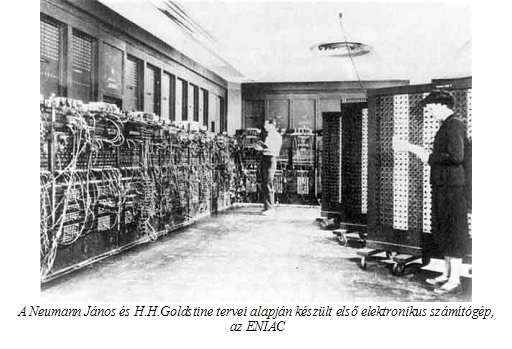 A Neumann János és H.H.Goldstine tervei alapján készült első elektronikus számítógép,
az ENIAC